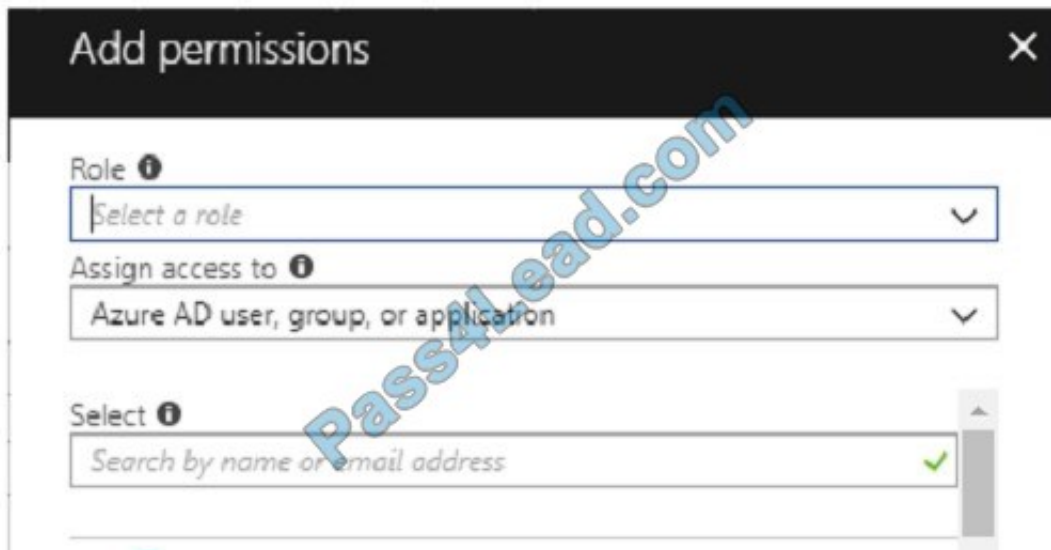 Add permissions
Role
Select a role
Assign access to
Azure AD user, group, or application
Select
Search by name or email address
Pass4Lead.com